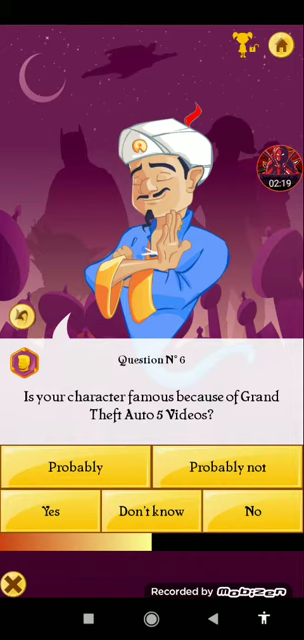 02:19
Question N° 6
Is your character famous because of Grand
Theft Auto 5 Videos?
Probably
Probably not
Yes
Don't know
No
Recorded by mobizen